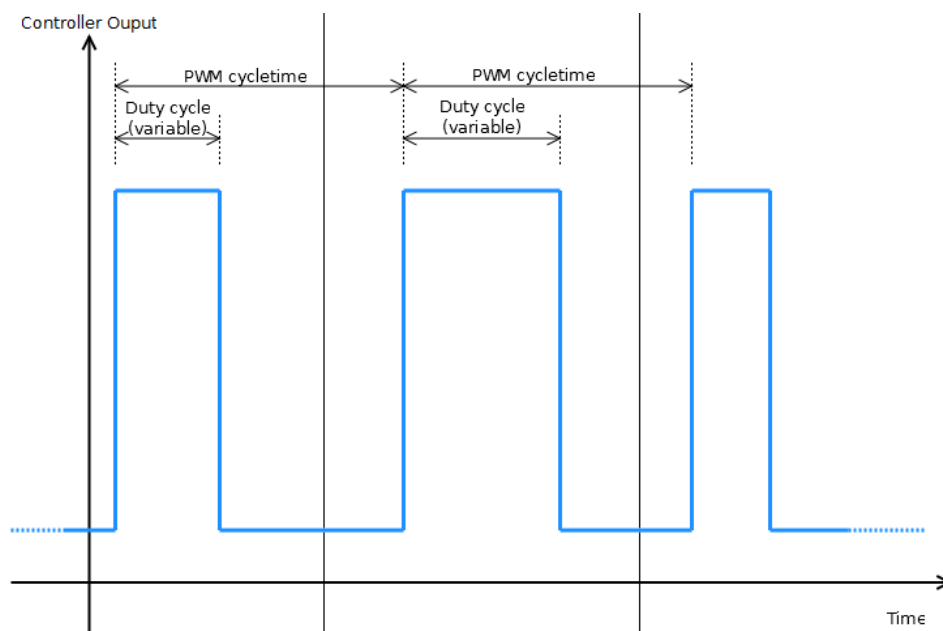 Controller Ouput
PWM cycletime
PWM cycletime
Duty cycle
(variable)
Duty cycle
(variable)
Time